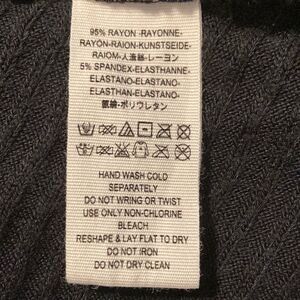 95% RAYON -RAYONNE-
RAYON-RAION-KUNSTSEIDE-
RAIOM-人造絲-レーヨン
5% SPANDEX-ELASTHANNE-
ELASTANO-ELASTANO-
ELASTHAN-ELASTANO-
氨綸-ポリウレタン
HAND WASH COLD
SEPARATELY
DO NOT WRING OR TWIST
USE ONLY NON-CHLORINE
BLEACH
RESHAPE & LAY FLAT TO DRY
DO NOT IRON
DO NOT DRY CLEAN